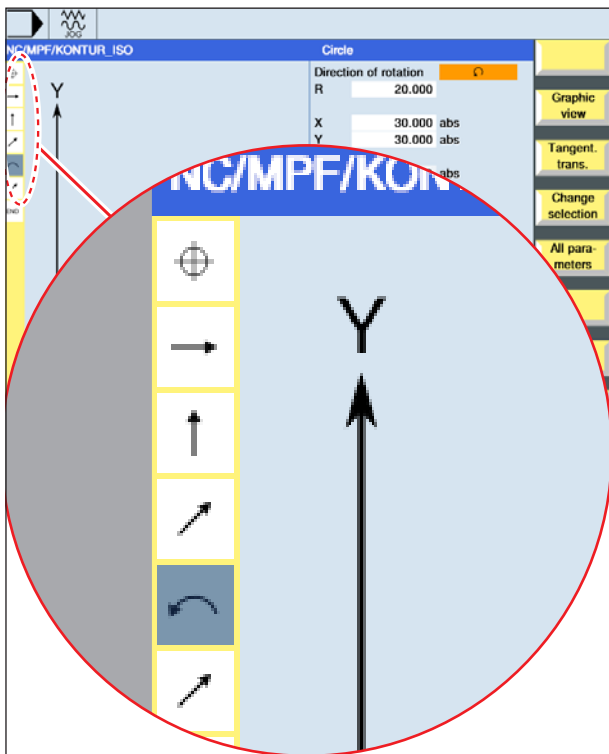 JOG
NC/MPF/KONTUR_ISO
Circle
Direction of rotation
R 20.000
X 30.000 abs
Y 30.000 abs
abs
Y
END
Graphic
view
Tangent.
trans.
Change
selection
All para-
meters
NC/MPF/KON
Y